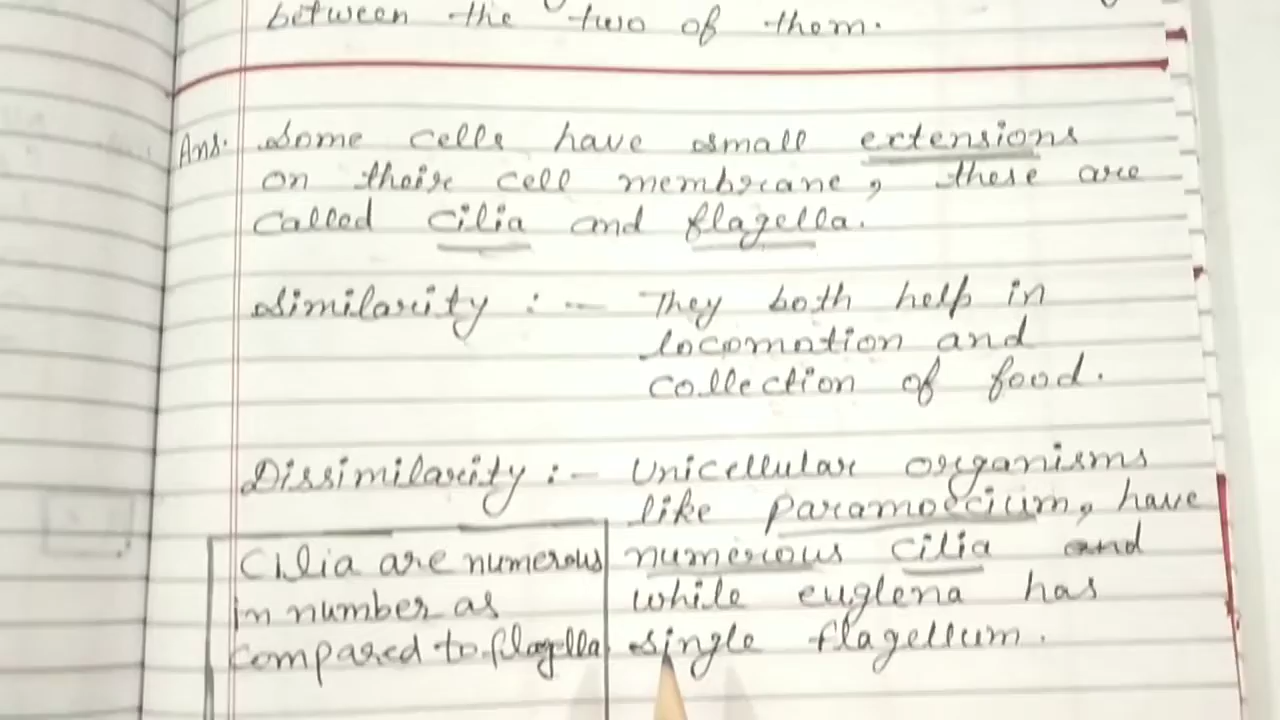 between the two of them.
Ans. Some cells have small extensions
on their cell membrane, these are
called cilia and flagella.
Similarity :- They both help in
locomotion and
collection of food.
Dissimilarity :- Unicellular organisms
like paramoecium, have
numerous cilia and
while euglena has
single flagellum.
Cilia are numerous
in number as
compared to flagella